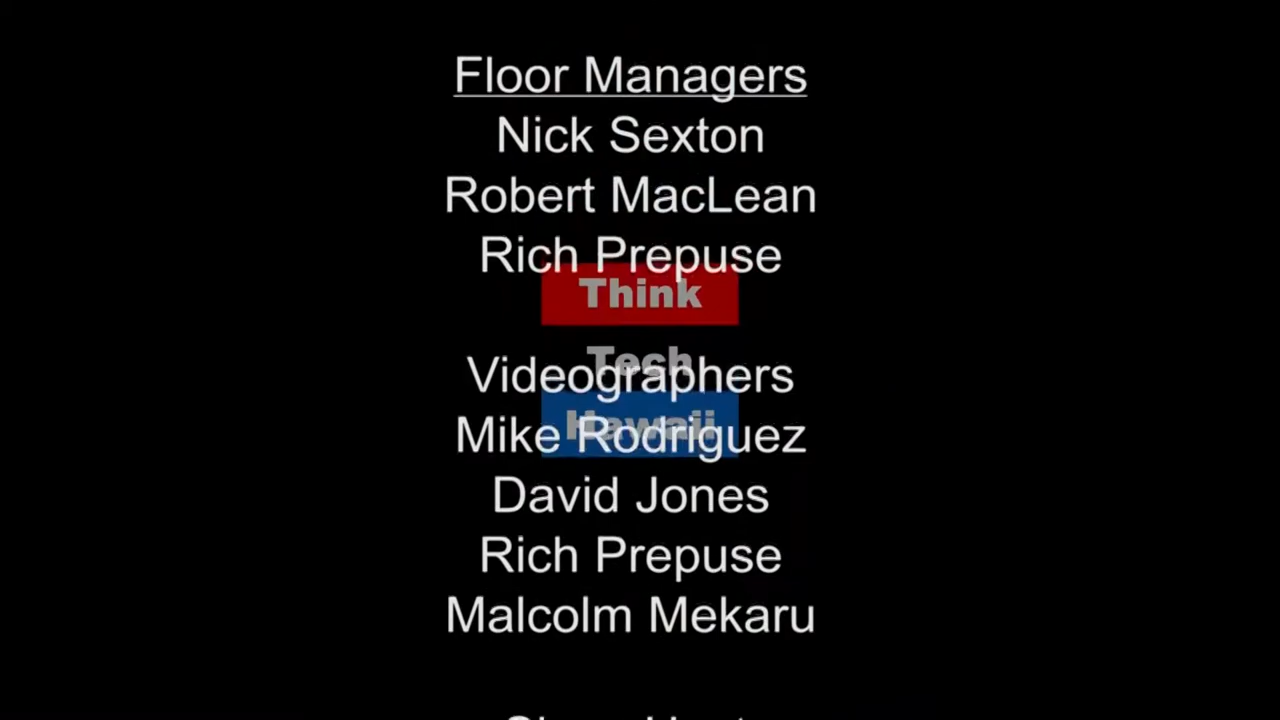 Floor Managers
Nick Sexton
Robert MacLean
Rich Prepuse
Think
Tech
Videographers
Hawaii
Mike Rodriguez
David Jones
Rich Prepuse
Malcolm Mekaru